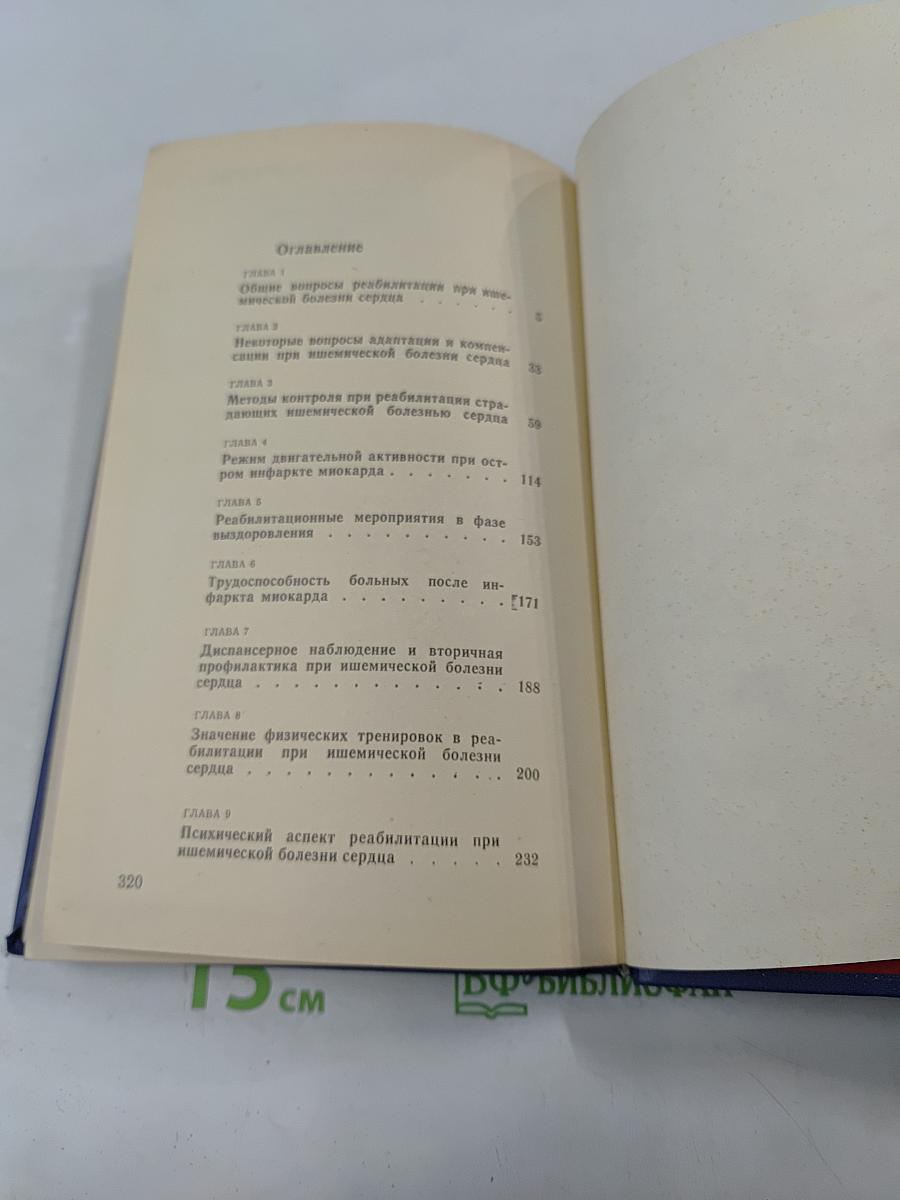 Оглавление
ГЛАВА 1
Общие вопросы реабилитации при ише-
мической болезни сердца . . . . . . 5
ГЛАВА 2
Некоторые вопросы адаптации и компен-
сации при ишемической болезни сердца 33
ГЛАВА 3
Методы контроля при реабилитации стра-
дающих ишемической болезнью сердца 59
ГЛАВА 4
Режим двигательной активности при ост-
ром инфаркте миокарда . . . . . . . 114
ГЛАВА 5
Реабилитационные мероприятия в фазе
выздоровления . . . . . . . . . . 153
ГЛАВА 6
Трудоспособность больных после ин-
фаркта миокарда . . . . . . . . . 171
ГЛАВА 7
Диспансерное наблюдение и вторичная
профилактика при ишемической болезни
сердца . . . . . . . . . . . . . 188
ГЛАВА 8
Значение физических тренировок в реа-
билитации при ишемической болезни
сердца . . . . . . . . . . . . . 200
ГЛАВА 9
Психический аспект реабилитации при
ишемической болезни сердца . . . . . 232
320
15 см
БФ БИБЛИОФАН